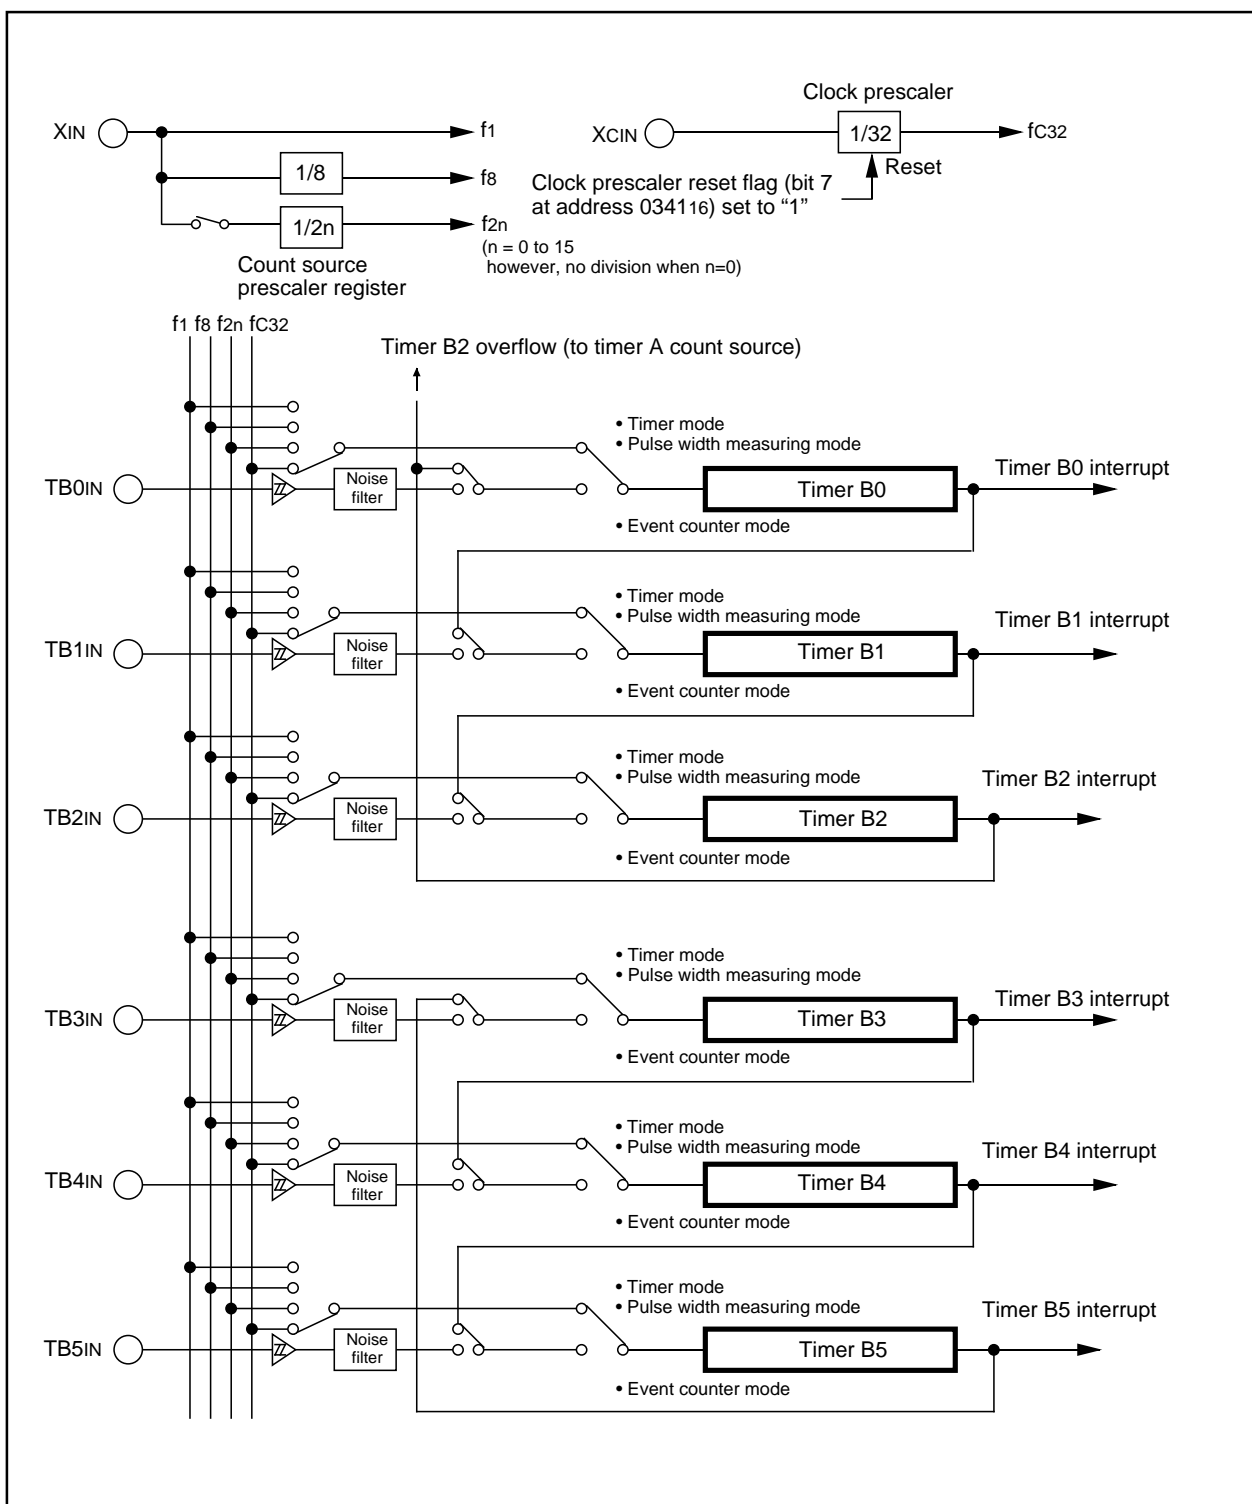 Clock prescaler
XIN
f1
XCIN
1/32
fC32
Reset
1/8
f8
Clock prescaler reset flag (bit 7
at address 034116) set to “1”
1/2n
f2n
(n = 0 to 15
however, no division when n=0)
Count source
prescaler register
f1 f8 f2n fC32
Timer B2 overflow (to timer A count source)
• Timer mode
• Pulse width measuring mode
TB0IN
Noise
filter
Timer B0
Timer B0 interrupt
• Event counter mode
• Timer mode
• Pulse width measuring mode
TB1IN
Noise
filter
Timer B1
Timer B1 interrupt
• Event counter mode
• Timer mode
• Pulse width measuring mode
TB2IN
Noise
filter
Timer B2
Timer B2 interrupt
• Event counter mode
• Timer mode
• Pulse width measuring mode
TB3IN
Noise
filter
Timer B3
Timer B3 interrupt
• Event counter mode
• Timer mode
• Pulse width measuring mode
TB4IN
Noise
filter
Timer B4
Timer B4 interrupt
• Event counter mode
• Timer mode
• Pulse width measuring mode
TB5IN
Noise
filter
Timer B5
Timer B5 interrupt
• Event counter mode